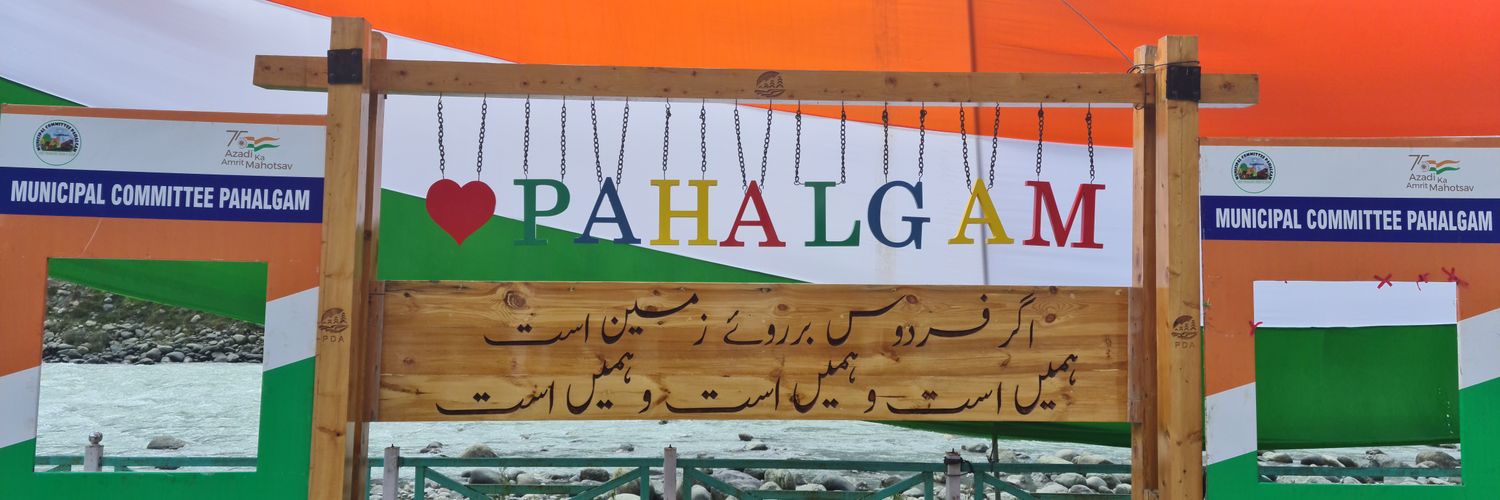 75
Azadi Ka
Amrit Mahotsav
MUNICIPAL COMMITTEE PAHALGAM
❤ PAHALGAM
اگر فردوس بر روئے زمین است
ہمیں است و ہمیں است و ہمیں است
PDA
PDA
75
Azadi Ka
Amrit Mahotsav
MUNICIPAL COMMITTEE PAHALGAM